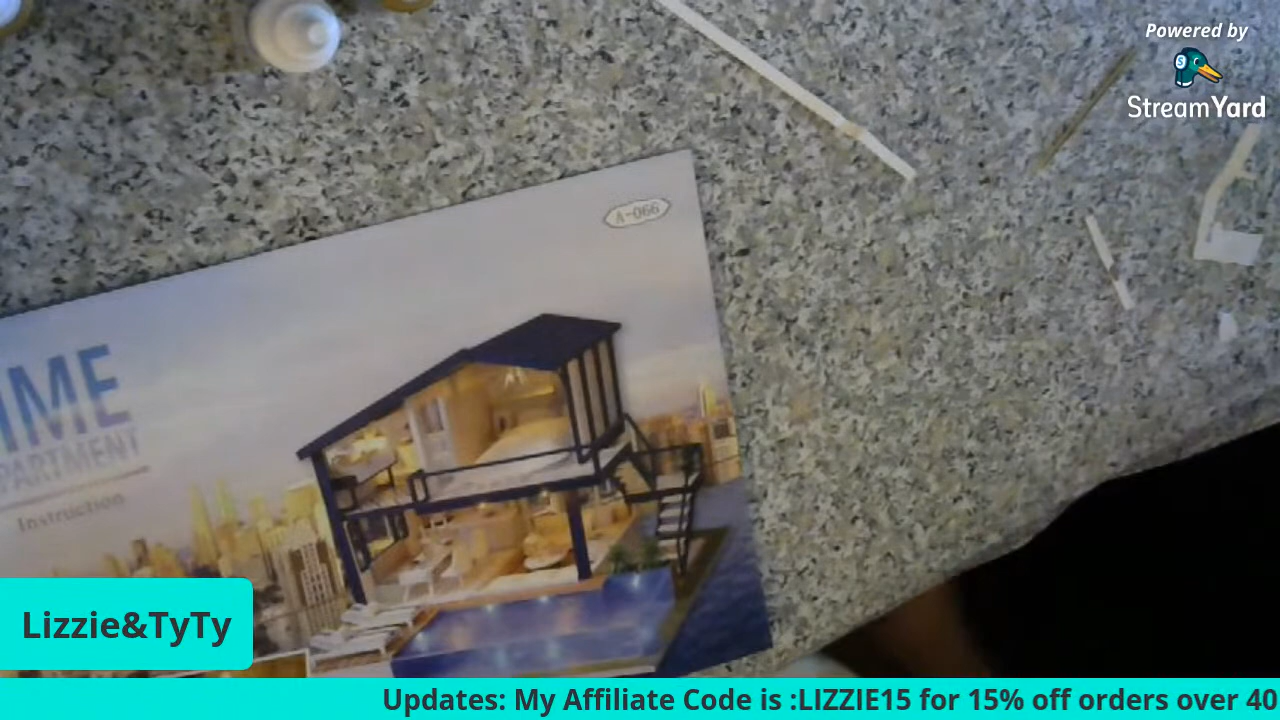 Powered by
StreamYard
A-066
IME
PARTMENT
Instruction
Lizzie&TyTy
Updates: My Affiliate Code is :LIZZIE15 for 15% off orders over 40